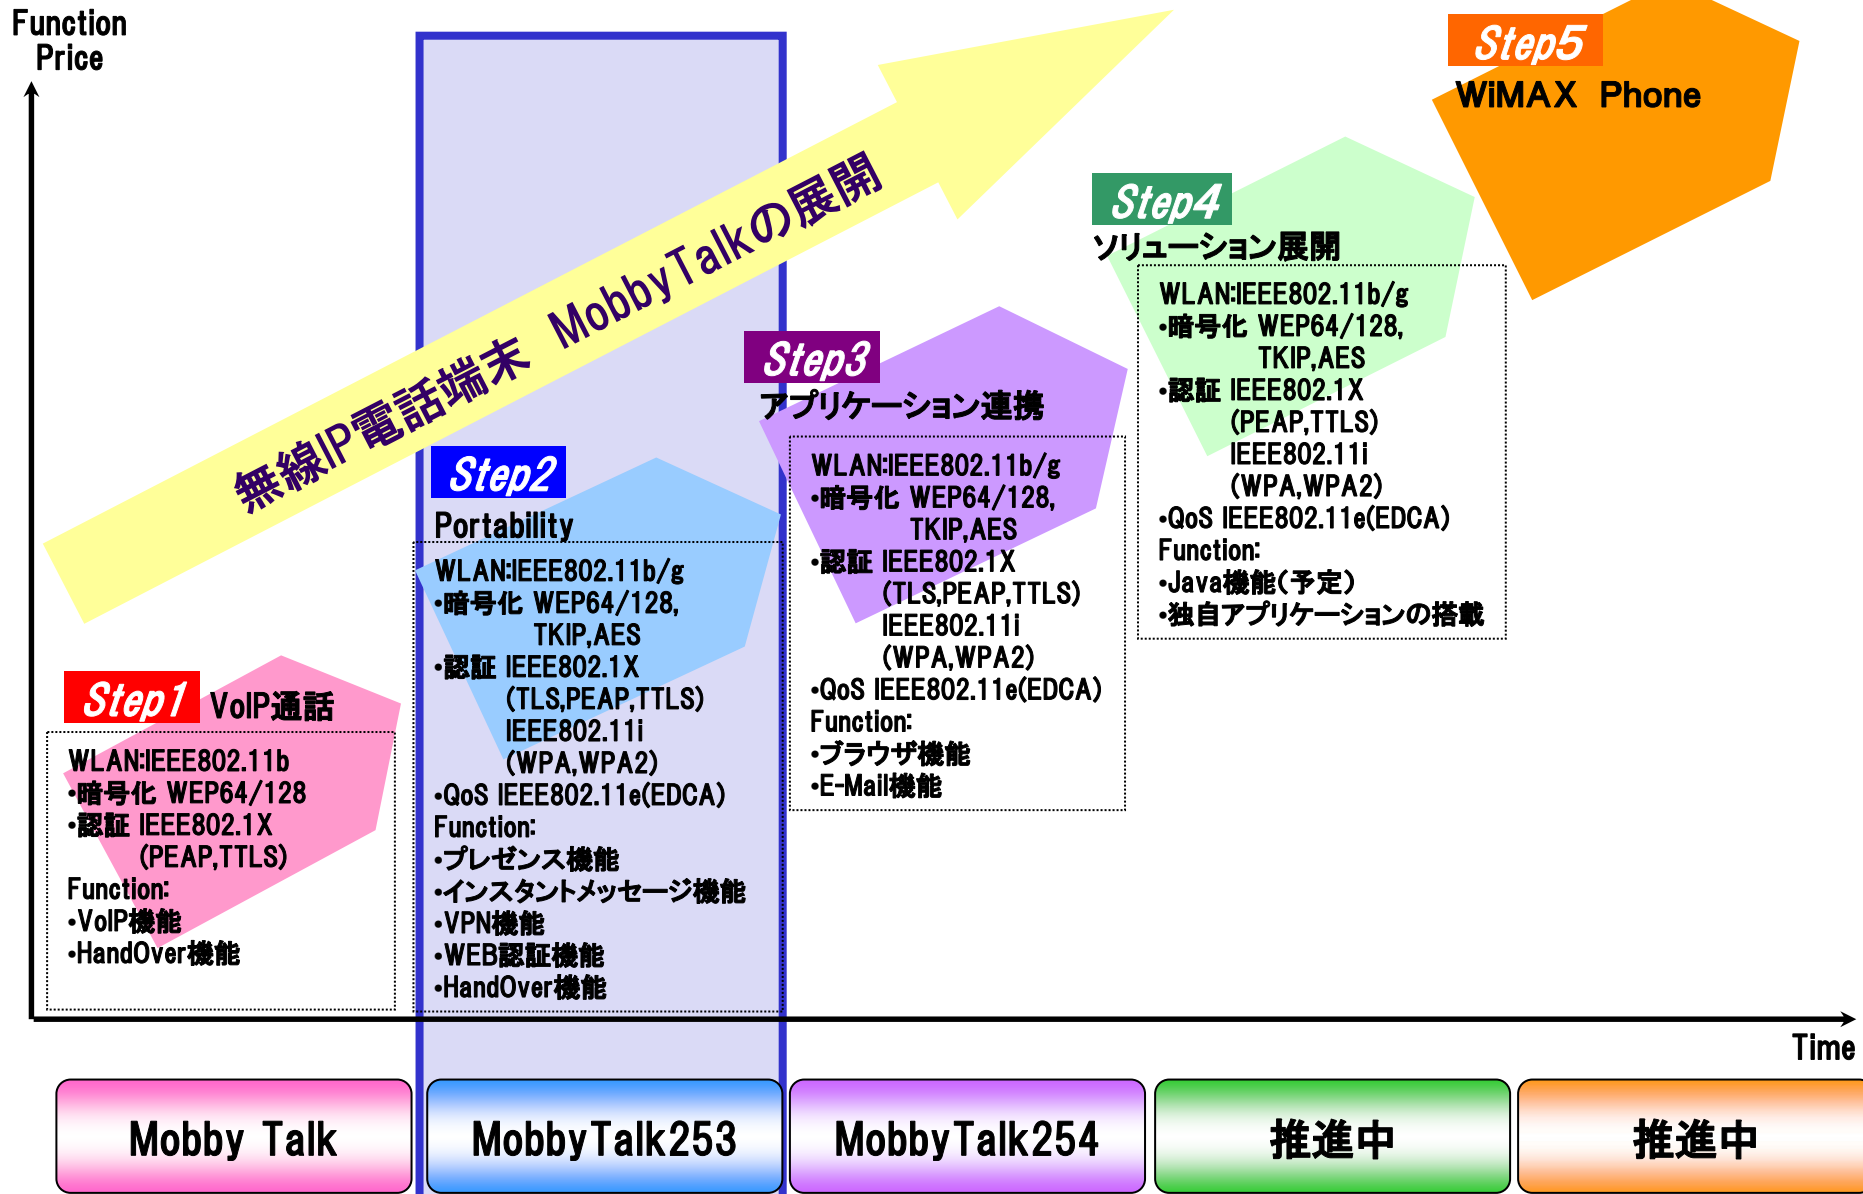 Function
Price
無線IP電話端末 MobbyTalkの展開
Step1
VoIP通話
WLAN:IEEE802.11b
・暗号化 WEP64/128
・認証 IEEE802.1X
(PEAP,TTLS)
Function:
・VoIP機能
・HandOver機能
Step2
Portability
WLAN:IEEE802.11b/g
・暗号化 WEP64/128,
TKIP,AES
・認証 IEEE802.1X
(TLS,PEAP,TTLS)
IEEE802.11i
(WPA,WPA2)
・QoS IEEE802.11e(EDCA)
Function:
・プレゼンス機能
・インスタントメッセージ機能
・VPN機能
・WEB認証機能
・HandOver機能
Step3
アプリケーション連携
WLAN:IEEE802.11b/g
・暗号化 WEP64/128,
TKIP,AES
・認証 IEEE802.1X
(TLS,PEAP,TTLS)
IEEE802.11i
(WPA,WPA2)
・QoS IEEE802.11e(EDCA)
Function:
・ブラウザ機能
・E-Mail機能
Step4
ソリューション展開
WLAN:IEEE802.11b/g
・暗号化 WEP64/128,
TKIP,AES
・認証 IEEE802.1X
(PEAP,TTLS)
IEEE802.11i
(WPA,WPA2)
・QoS IEEE802.11e(EDCA)
Function:
・Java機能(予定)
・独自アプリケーションの搭載
Step5
WiMAX Phone
Time
Mobby Talk
MobbyTalk253
MobbyTalk254
推進中
推進中